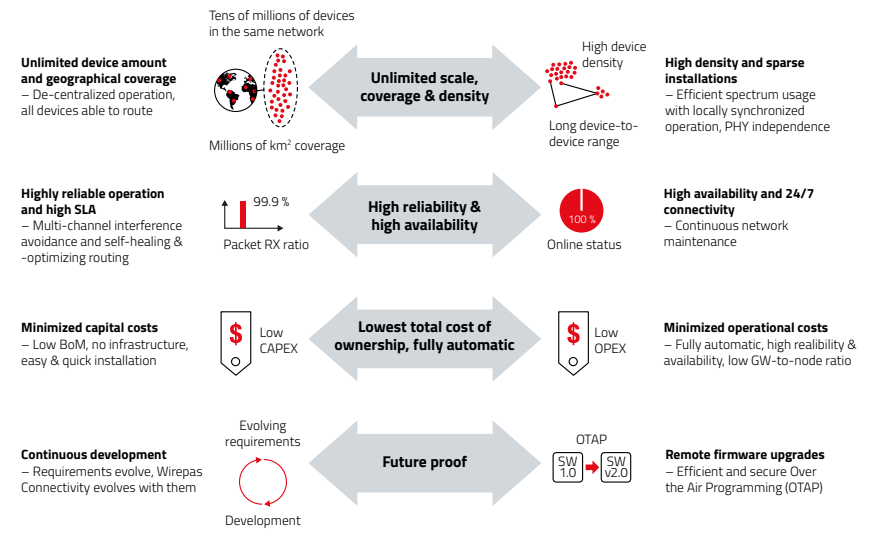 Tens of millions of devices
in the same network
Unlimited device amount
and geographical coverage
– De-centralized operation,
all devices able to route
Millions of km² coverage
Unlimited scale,
coverage & density
High device
density
Long device-to-
device range
High density and sparse
installations
– Efficient spectrum usage
with locally synchronized
operation, PHY independence
Highly reliable operation
and high SLA
– Multi-channel interference
avoidance and self-healing &
-optimizing routing
99.9 %
Packet RX ratio
High reliability &
high availability
100 %
Online status
High availability and 24/7
connectivity
– Continuous network
maintenance
Minimized capital costs
– Low BoM, no infrastructure,
easy & quick installation
$
Low
CAPEX
Lowest total cost of
ownership, fully automatic
$
Low
OPEX
Minimized operational costs
– Fully automatic, high realibility &
availability, low GW-to-node ratio
Continuous development
– Requirements evolve, Wirepas
Connectivity evolves with them
Evolving
requirements
Development
Future proof
OTAP
SW
1.0
SW
v2.0
Remote firmware upgrades
– Efficient and secure Over
the Air Programming (OTAP)